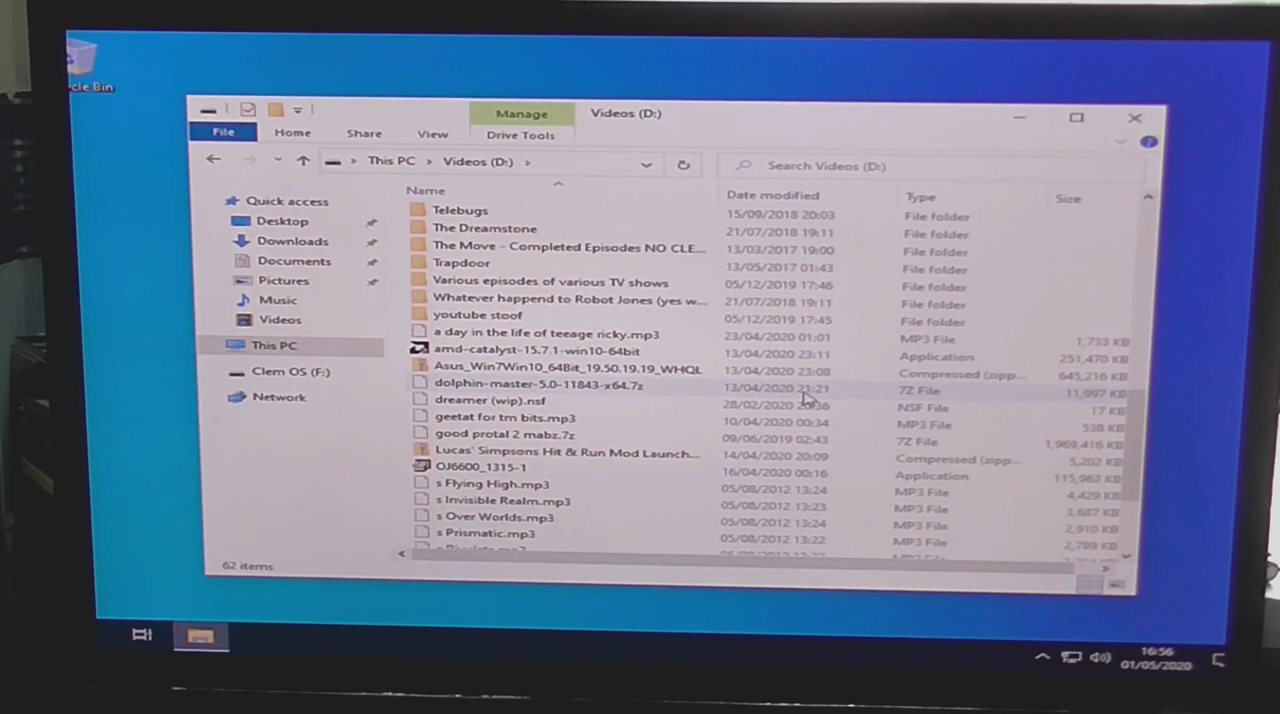 cle Bin
Manage
Videos (D:)
File
Home
Share
View
Drive Tools
This PC > Videos (D:) >
Search Videos (D:)
Name
Date modified
Type
Size
Quick access
Desktop
Downloads
Documents
Pictures
Music
Videos
This PC
Clem OS (F:)
Network
Telebugs 15/09/2018 20:03 File folder
The Dreamstone 21/07/2018 19:11 File folder
The Move - Completed Episodes NO CLE... 13/03/2017 19:00 File folder
Trapdoor 13/05/2017 01:43 File folder
Various episodes of various TV shows 05/12/2019 17:46 File folder
Whatever happend to Robot Jones (yes w... 21/07/2018 19:11 File folder
youtube stoof 05/12/2019 17:45 File folder
a day in the life of teeage ricky.mp3 23/04/2020 01:01 MP3 File 1,733 KB
amd-catalyst-15.7.1-win10-64bit 13/04/2020 23:11 Application 251,470 KB
Asus_Win7Win10_64Bit_19.50.19.19_WHQL 13/04/2020 23:08 Compressed (zipp... 645,216 KB
dolphin-master-5.0-11843-x64.7z 13/04/2020 21:21 7Z File 11,997 KB
dreamer (wip).nsf 28/02/2020 NSF File 17 KB
geetat for tm bits.mp3 10/04/2020 00:34 MP3 File 538 KB
good protal 2 mabz.7z 09/06/2019 02:43 7Z File 1,969,416 KB
Lucas' Simpsons Hit & Run Mod Launch... 14/04/2020 20:09 Compressed (zipp... 5,202 KB
OJ6600_1315-1 16/04/2020 00:16 Application 115,962 KB
s Flying High.mp3 05/08/2012 13:24 MP3 File 4,429 KB
s Invisible Realm.mp3 05/08/2012 13:23 MP3 File 3,687 KB
s Over Worlds.mp3 05/08/2012 13:24 MP3 File 2,910 KB
s Prismatic.mp3 05/08/2012 13:22 MP3 File 2,789 KB
62 items
16:56
01/05/2020